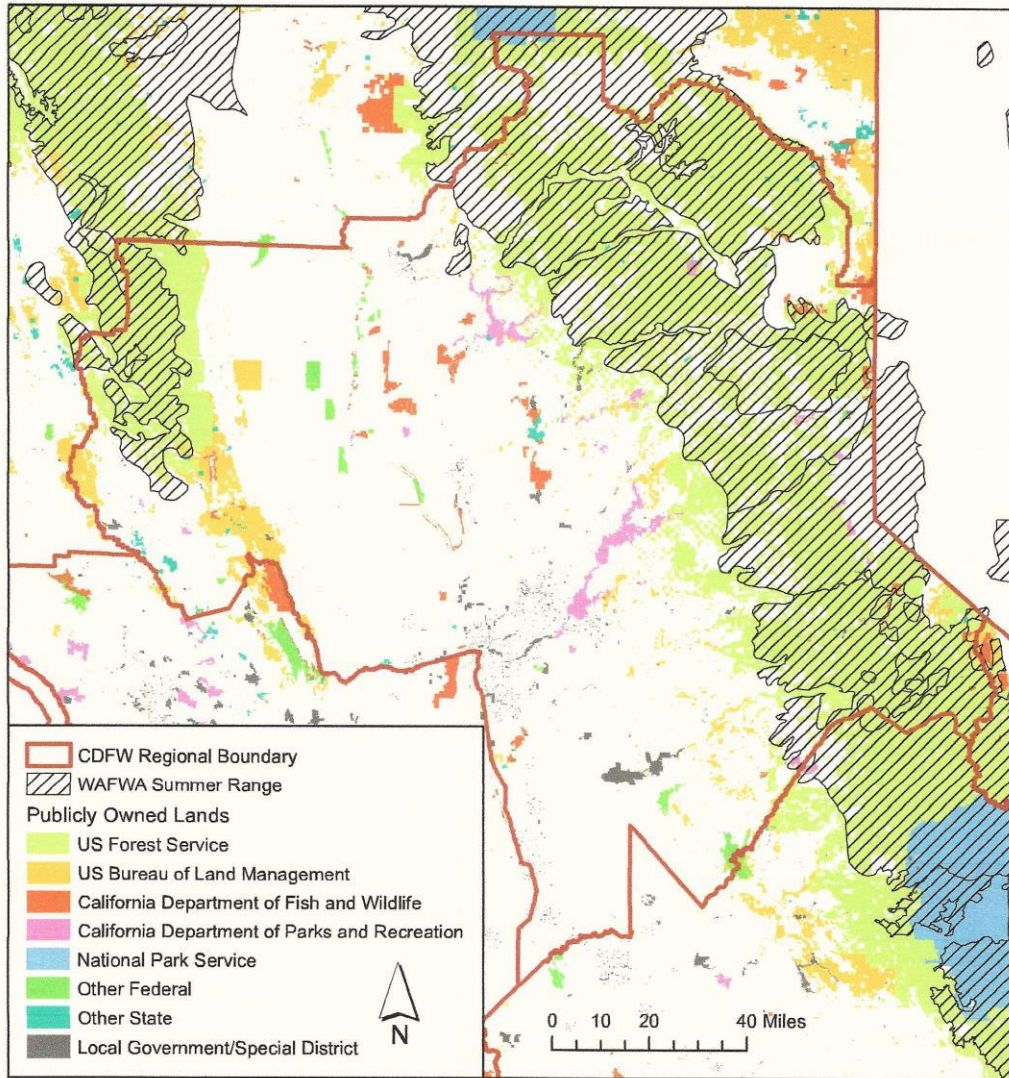 CDFW Regional Boundary
WAFWA Summer Range
Publicly Owned Lands
US Forest Service
US Bureau of Land Management
California Department of Fish and Wildlife
California Department of Parks and Recreation
National Park Service
Other Federal
Other State
Local Government/Special District
N
0 10 20 40 Miles